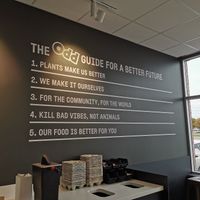 THE Odd GUIDE FOR A BETTER FUTURE
1. PLANTS MAKE US BETTER
2. WE MAKE IT OURSELVES
3. FOR THE COMMUNITY, FOR THE WORLD
4. KILL BAD VIBES, NOT ANIMALS
5. OUR FOOD IS BETTER FOR YOU